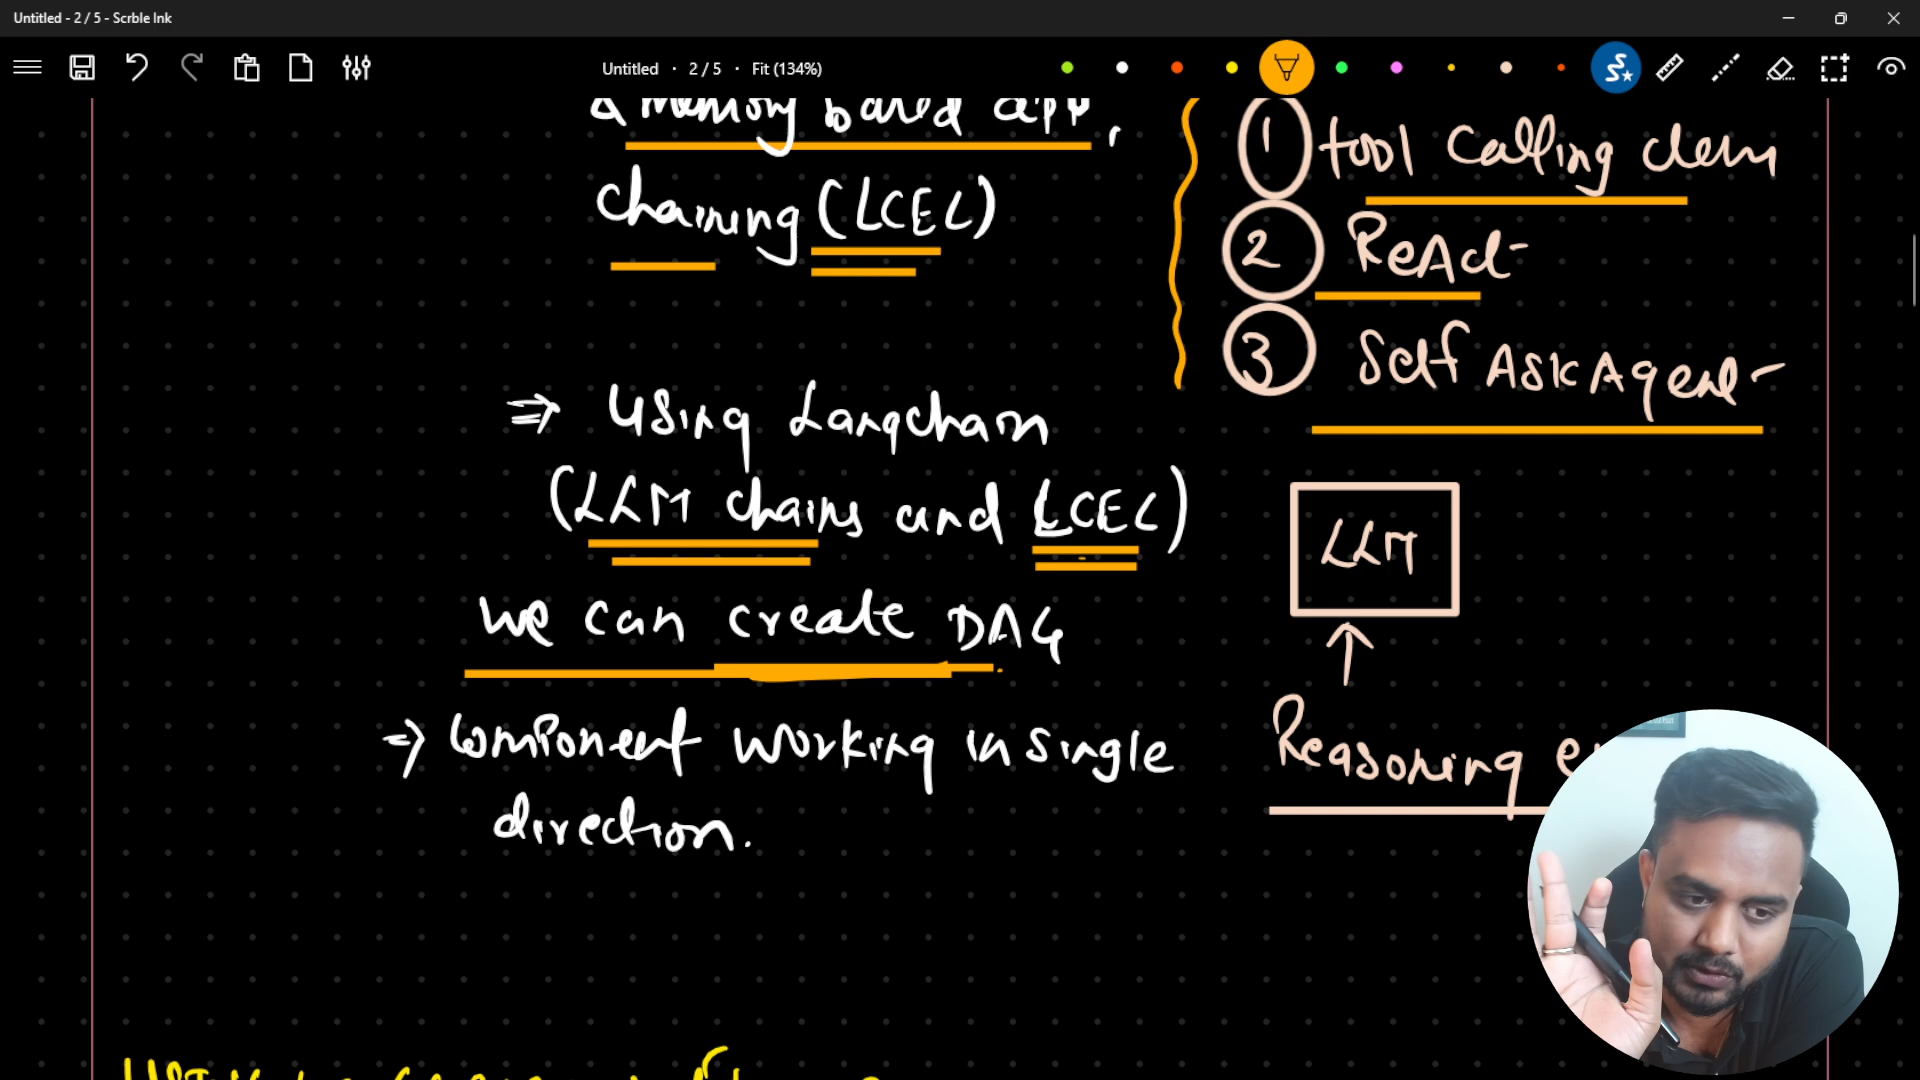 Untitled - 2 / 5 - Scrble Ink
Untitled · 2 / 5 · Fit (134%)
& memory based app,
chaining (LCEL)
⇒ Using Langchain
(LLM chains and LCEL)
we can create DAG
⇒ Component working in single
direction.
1 tool Calling
2 ReAct
3 Self Ask Agent
LLM
Reasoning